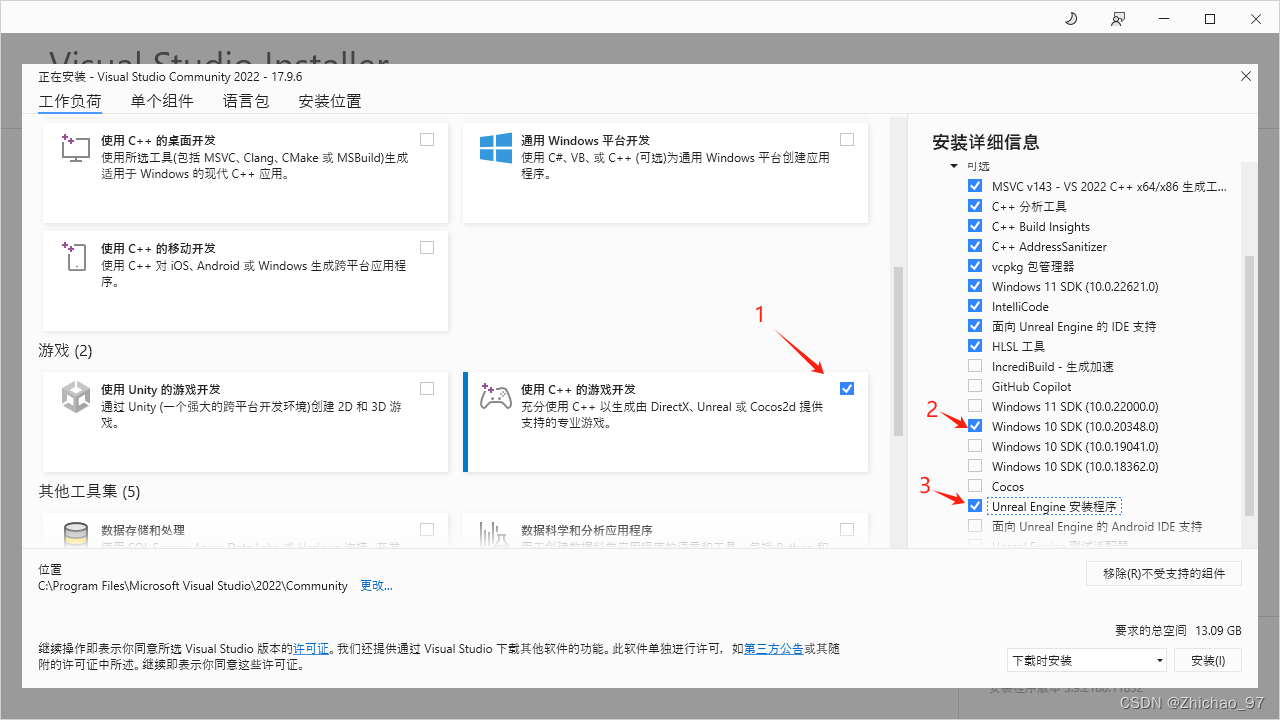 Visual Studio Installer
正在安装 - Visual Studio Community 2022 - 17.9.6
工作负荷 单个组件 语言包 安装位置
使用 C++ 的桌面开发
使用所选工具(包括 MSVC、Clang、CMake 或 MSBuild)生成
适用于 Windows 的现代 C++ 应用。
通用 Windows 平台开发
使用 C#、VB、或 C++ (可选)为通用 Windows 平台创建应用
程序。
使用 C++ 的移动开发
使用 C++ 对 iOS、Android 或 Windows 生成跨平台应用程
序。
1
游戏 (2)
使用 Unity 的游戏开发
通过 Unity (一个强大的跨平台开发环境)创建 2D 和 3D 游
戏。
使用 C++ 的游戏开发
充分使用 C++ 以生成由 DirectX、Unreal 或 Cocos2d 提供
支持的专业游戏。
其他工具集 (5)
数据存储和处理
数据科学和分析应用程序
安装详细信息
可选
MSVC v143 - VS 2022 C++ x64/x86 生成工...
C++ 分析工具
C++ Build Insights
C++ AddressSanitizer
vcpkg 包管理器
Windows 11 SDK (10.0.22621.0)
IntelliCode
面向 Unreal Engine 的 IDE 支持
HLSL 工具
IncrediBuild - 生成加速
GitHub Copilot
Windows 11 SDK (10.0.22000.0)
2
Windows 10 SDK (10.0.20348.0)
Windows 10 SDK (10.0.19041.0)
Windows 10 SDK (10.0.18362.0)
Cocos
3
Unreal Engine 安装程序
面向 Unreal Engine 的 Android IDE 支持
位置
C:\Program Files\Microsoft Visual Studio\2022\Community 更改...
移除(R)不受支持的组件
要求的总空间 13.09 GB
继续操作即表示你同意所选 Visual Studio 版本的许可证。我们还提供通过 Visual Studio 下载其他软件的功能。此软件单独进行许可，如第三方公告或其随
附的许可证中所述。继续即表示你同意这些许可证。
下载时安装
安装(I)
CSDN @Zhichao_97